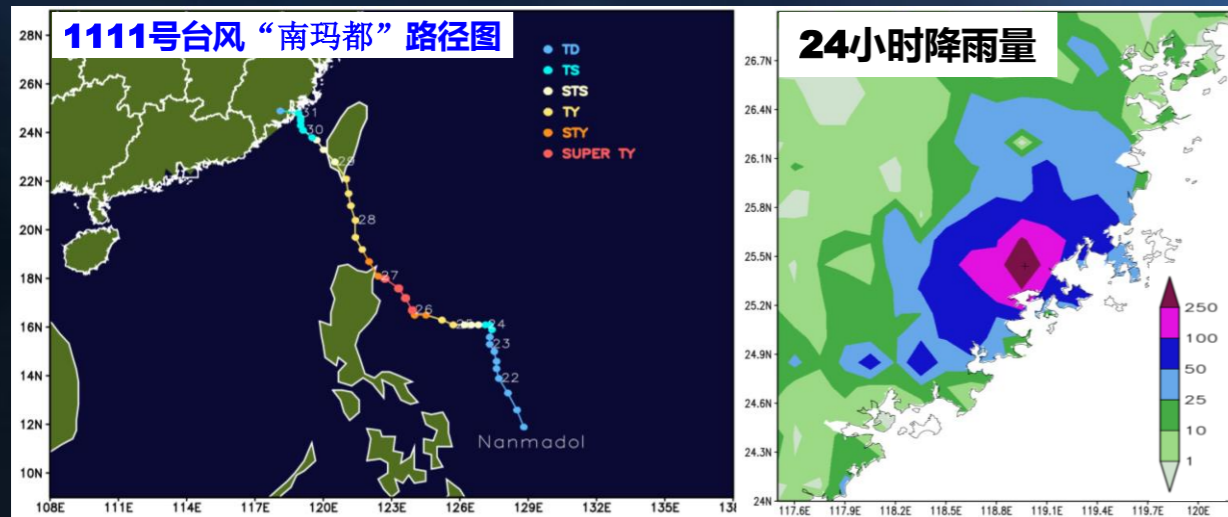 1111号台风“南玛都”路径图
28N
26N
24N
22N
20N
18N
16N
14N
12N
10N
TD
TS
STS
TY
STY
SUPER TY
31
30
29
28
27
26
24
23
22
Nanmadol
108E 111E 114E 117E 120E 123E 126E 129E 132E 135E
24小时降雨量
26.7N
26.4N
26.1N
25.8N
25.5N
25.2N
24.9N
24.6N
24.3N
24N
250
100
50
25
10
1
117.6E 117.9E 118.2E 118.5E 118.8E 119.1E 119.4E 119.7E 120E